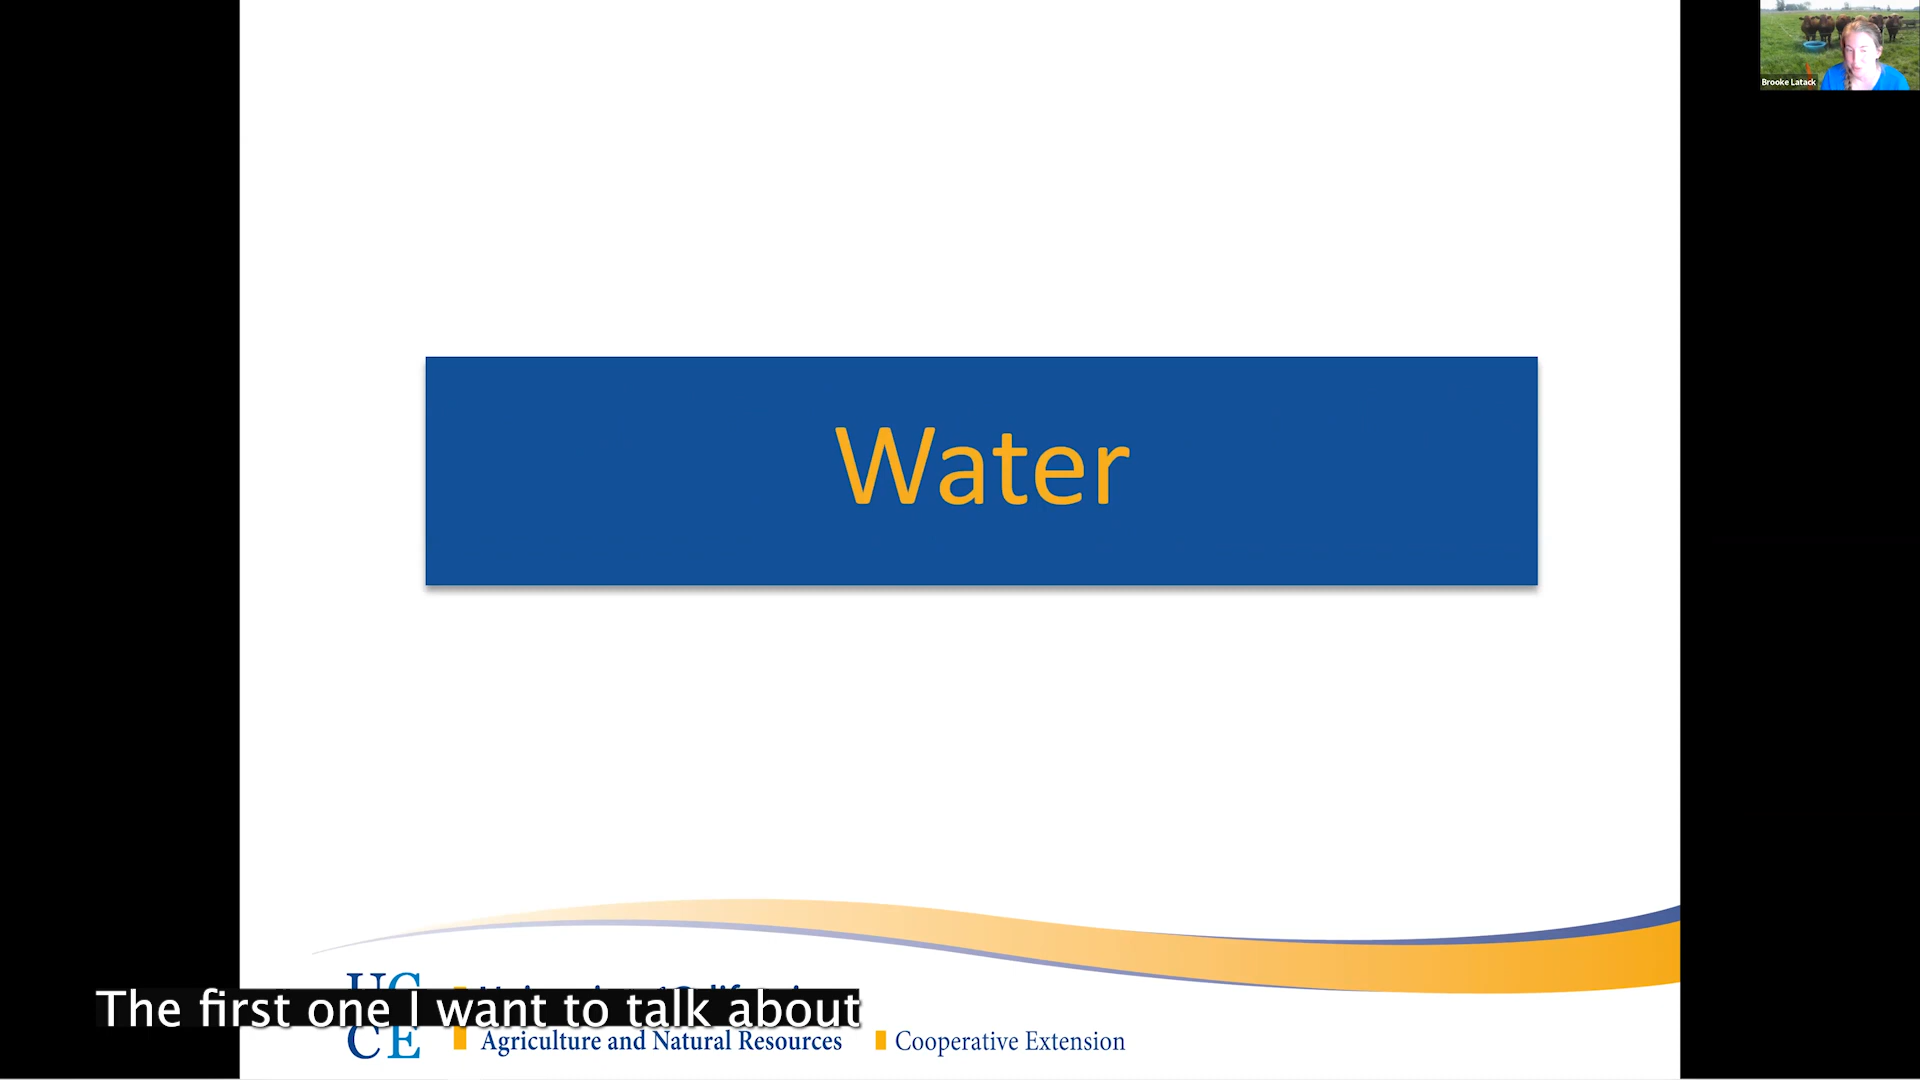 Brooke Latack
Water
The first one I want to talk about
UC
CE
Agriculture and Natural Resources
Cooperative Extension